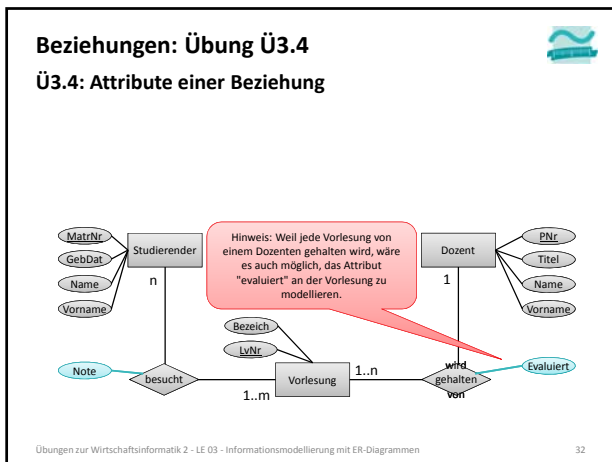 Beziehungen: Übung Ü3.4
Ü3.4: Attribute einer Beziehung
MatrNr
GebDat
Name
Vorname
Studierender
n
Hinweis: Weil jede Vorlesung von
einem Dozenten gehalten wird, wäre
es auch möglich, das Attribut
"evaluiert" an der Vorlesung zu
modellieren.
Dozent
1
PNr
Titel
Name
Vorname
Bezeich
LvNr
Note
besucht
1..m
Vorlesung
1..n
wird
gehalten
von
Evaluiert
Übungen zur Wirtschaftsinformatik 2 - LE 03 - Informationsmodellierung mit ER-Diagrammen
32